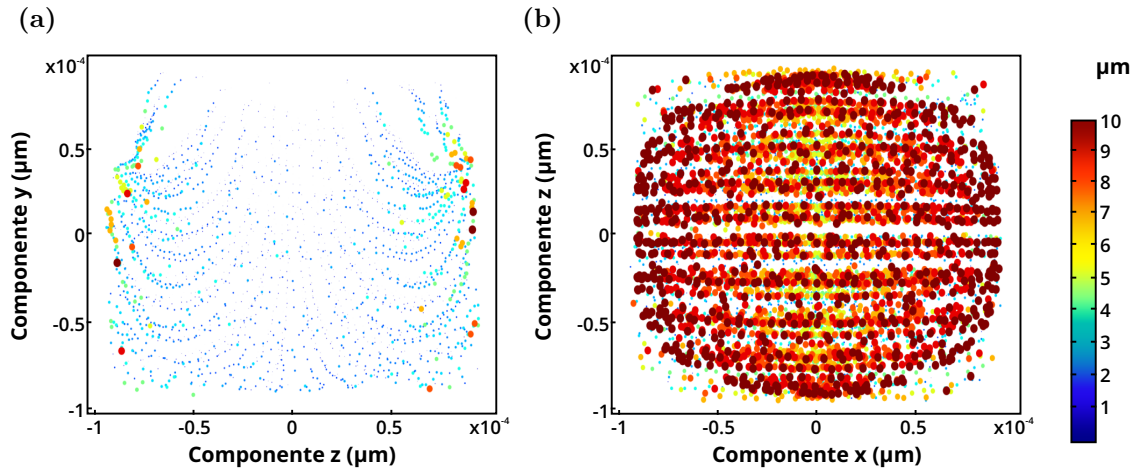 (a)
x10⁻⁴
0.5
0
-0.5
-1
Componente y (µm)
-1
-0.5
0
0.5
x10⁻⁴
Componente z (µm)
(b)
x10⁻⁴
0.5
0
-0.5
-1
Componente z (µm)
-1
-0.5
0
0.5
x10⁻⁴
Componente x (µm)
µm
10
9
8
7
6
5
4
3
2
1